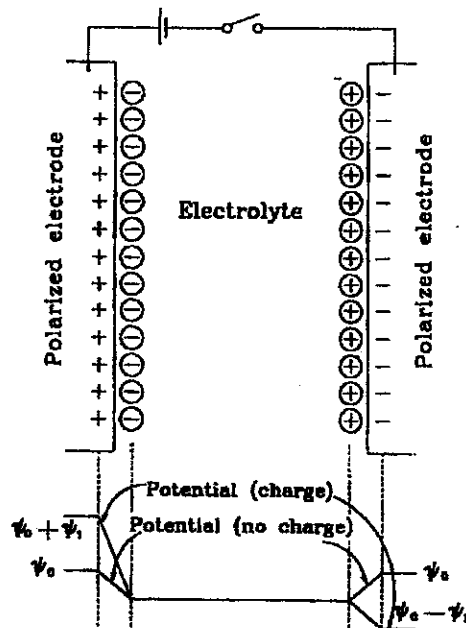 Polarized electrode
+ ⊖ ⊕ −
+ ⊖ ⊕ −
+ ⊖ ⊕ −
+ ⊖ ⊕ −
+ ⊖ ⊕ −
+ ⊖ Electrolyte ⊕ −
+ ⊖ ⊕ −
+ ⊖ ⊕ −
+ ⊖ ⊕ −
+ ⊖ ⊕ −
+ ⊖ ⊕ −
+ ⊖ ⊕ −
+ ⊖ ⊕ −
Polarized electrode
Potential (charge)
ψ₀ + ψ₁
Potential (no charge)
ψ₀
ψ₀
ψ₀ − ψ₁